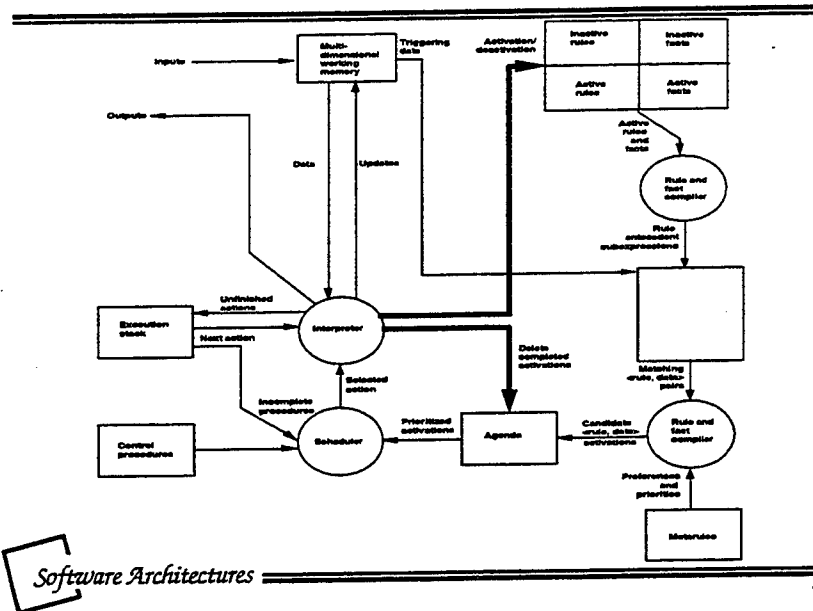 Inputs
Multi-
dimensional
working
memory
Triggering
data
Activation/
deactivation
Inactive
rules
Inactive
facts
Active
rules
Active
facts
Outputs
Data
Updates
Active
rules
and
facts
Rule and
fact
compiler
Rule
antecedent
subexpressions
Unfinished
actions
Execution
stack
Next action
Interpreter
Delete
completed
activations
Matching
<rule, data>
pairs
Selected
action
Incomplete
procedures
Control
procedures
Scheduler
Prioritized
activations
Agenda
Candidate
<rule, data>
activations
Rule and
fact
compiler
Preferences
and
priorities
Metarules
Software Architectures